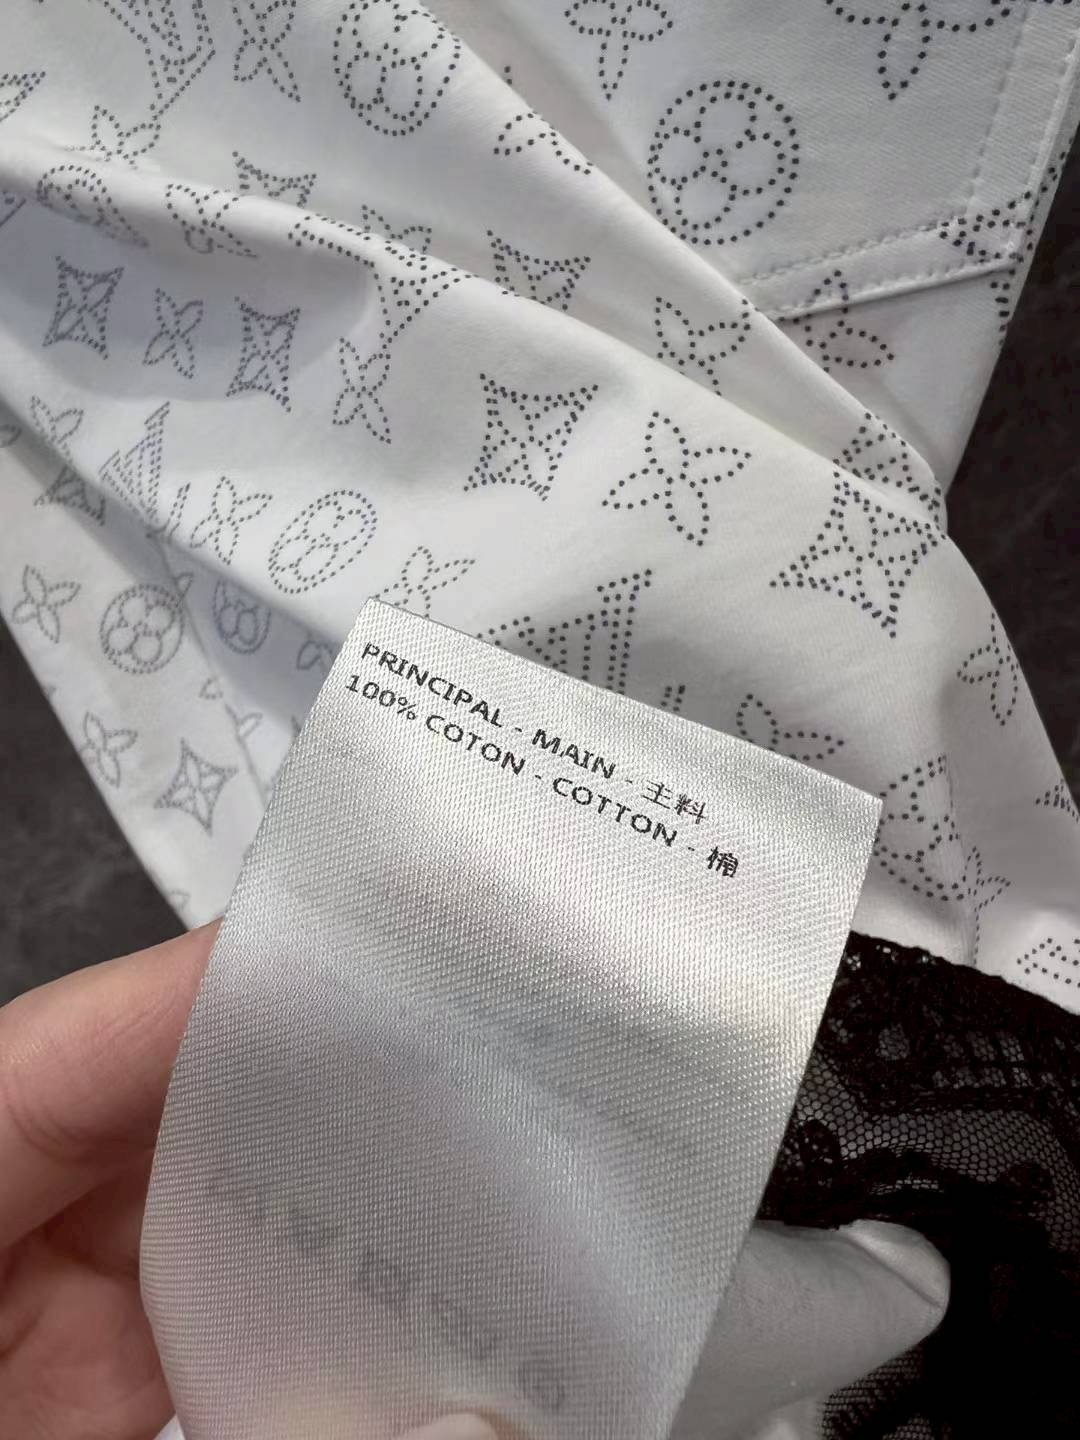 PRINCIPAL - MAIN - 主料
100% COTON - COTTON - 棉